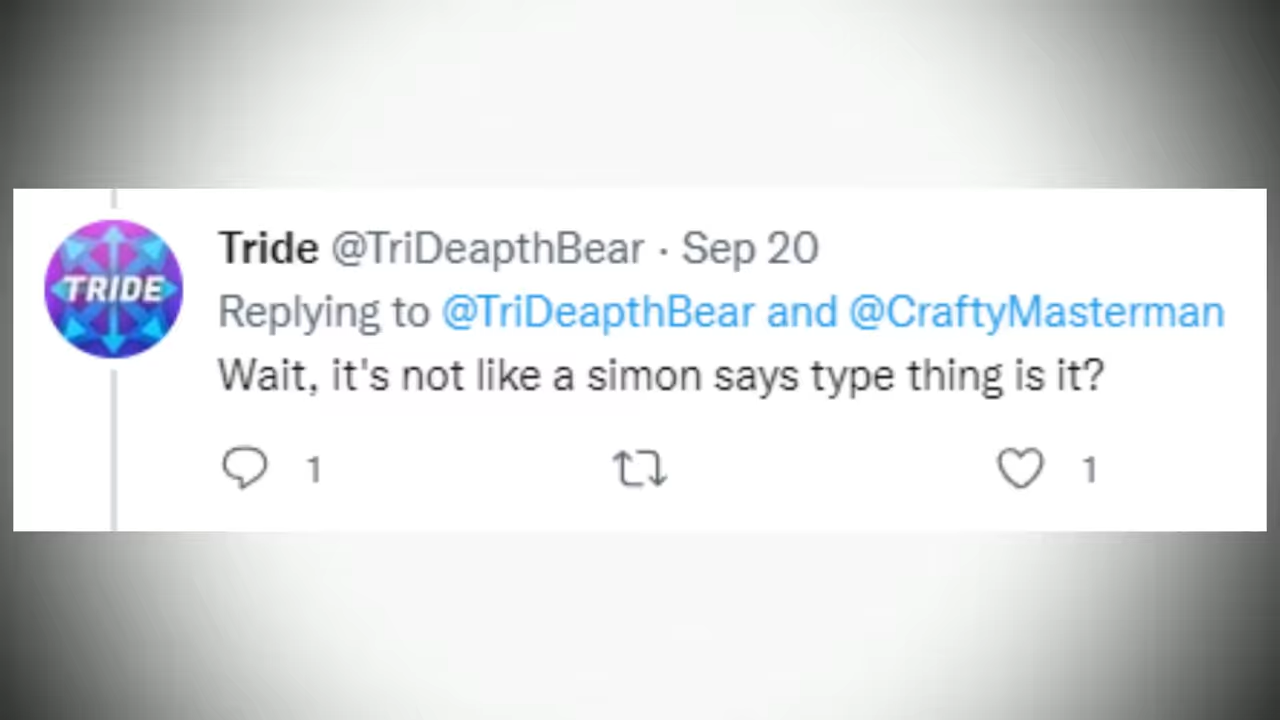 TRIDE
Tride @TriDeapthBear · Sep 20
Replying to @TriDeapthBear and @CraftyMasterman
Wait, it's not like a simon says type thing is it?
1 1